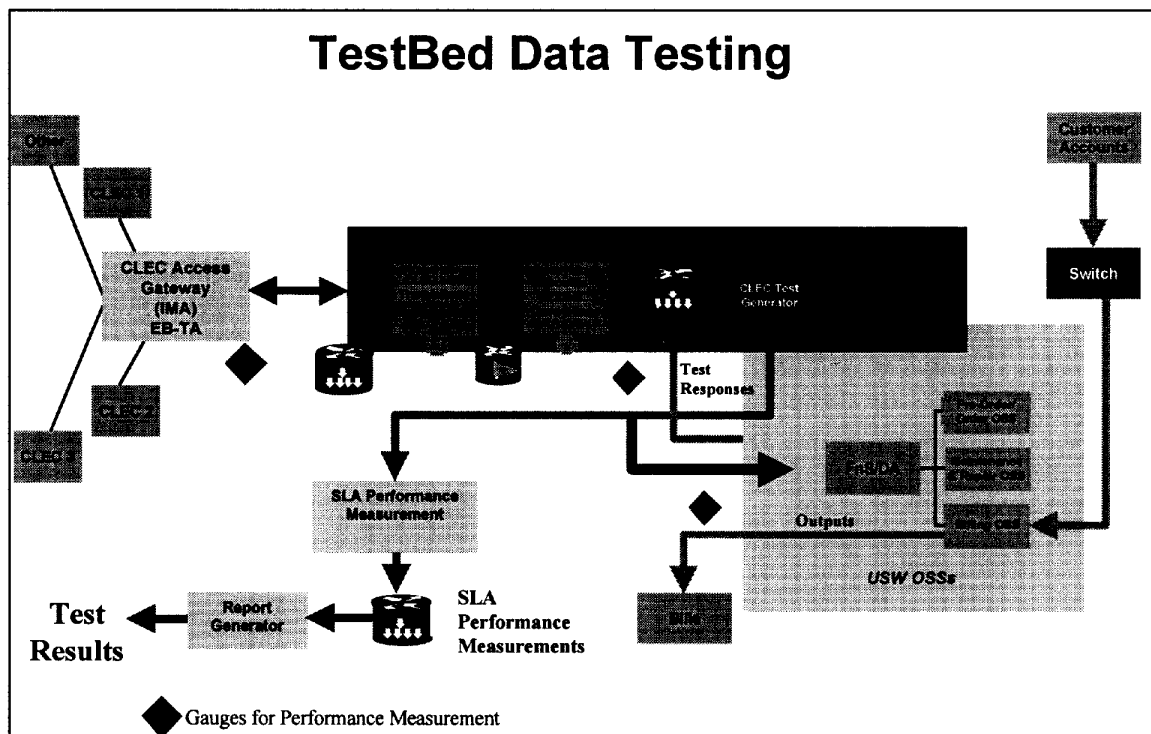 TestBed Data Testing
Other
Customer
Accounts
CLEC 1
CLEC Access
Gateway
(IMA)
EB-TA
CLEC Test
Generator
Switch
Test
Responses
CLEC 2
CLEC 3
SLA Performance
Measurement
Outputs
USW OSSs
Report
Generator
SLA
Performance
Measurements
Test
Results
Gauges for Performance Measurement